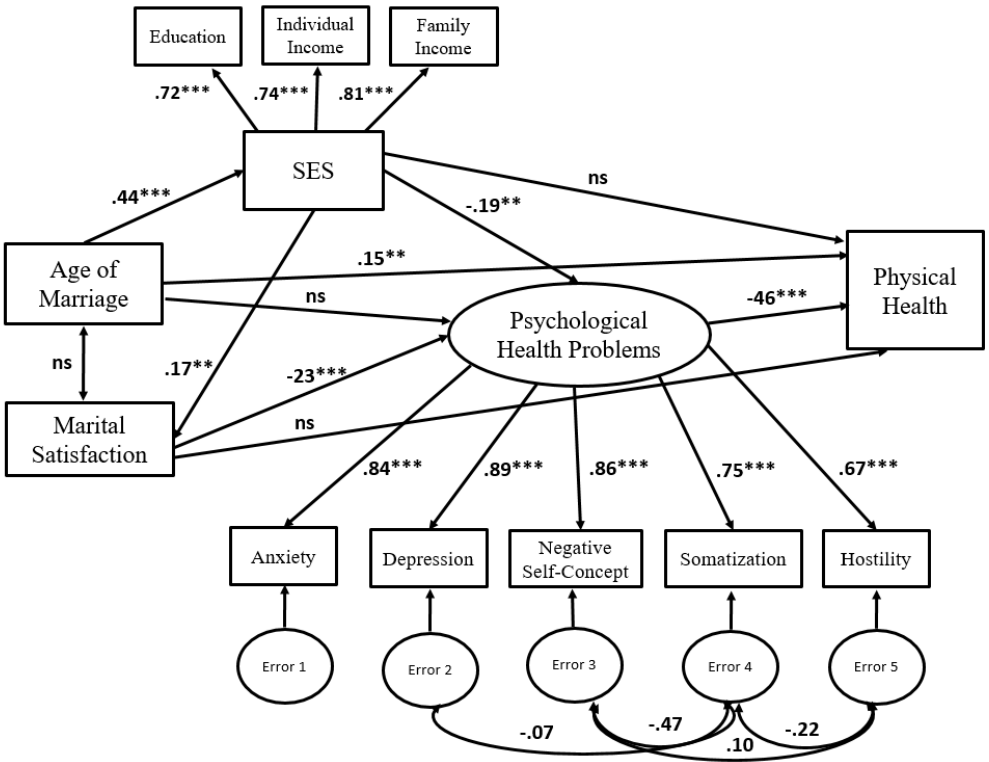 Education
Individual
Income
Family
Income
.72***
.74***
.81***
SES
ns
.44***
-.19**
Age of
Marriage
.15**
Physical
Health
ns
Psychological
Health Problems
-46***
ns
.17**
-23***
Marital
Satisfaction
ns
.84***
.89***
.86***
.75***
.67***
Anxiety
Depression
Negative
Self-Concept
Somatization
Hostility
Error 1
Error 2
Error 3
Error 4
Error 5
-.07
-.47
.10
-.22